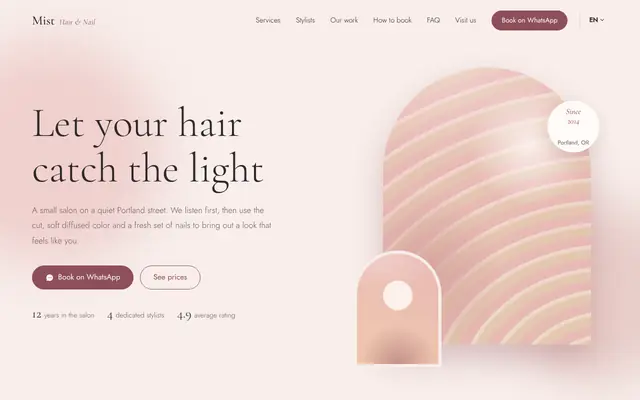 Mist Hair & Nail
Services Stylists Our work How to book FAQ Visit us Book on WhatsApp EN
Since
2014
Portland, OR
Let your hair
catch the light
A small salon on a quiet Portland street. We listen first, then use the
cut, soft diffused color and a fresh set of nails to bring out a look that
feels like you.
Book on WhatsApp See prices
12 years in the salon 4 dedicated stylists 4.9 average rating